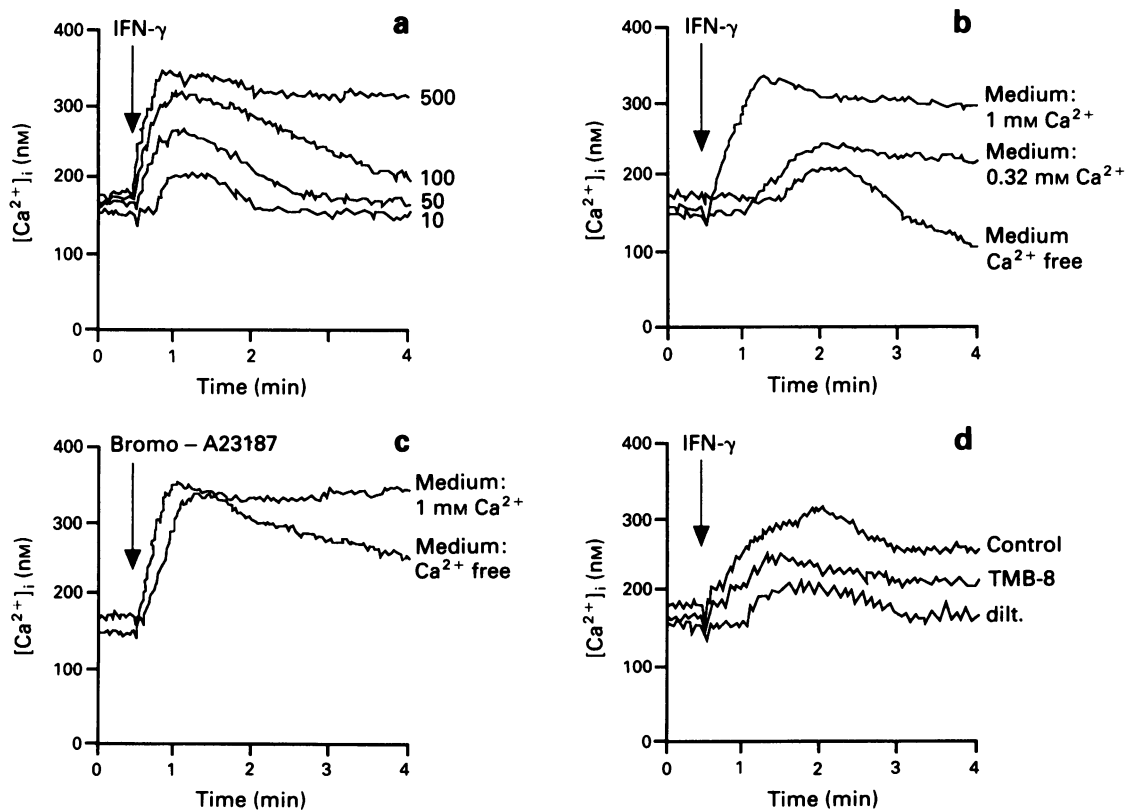 a
IFN-γ
400
300
200
100
0
[Ca²⁺]ᵢ (nM)
500
100
50
10
0 1 2 3 4
Time (min)
b
IFN-γ
400
300
200
100
0
[Ca²⁺]ᵢ (nM)
Medium:
1 mM Ca²⁺
Medium:
0.32 mM Ca²⁺
Medium
Ca²⁺ free
0 1 2 3 4
Time (min)
c
Bromo – A23187
400
300
200
100
0
[Ca²⁺]ᵢ (nM)
Medium:
1 mM Ca²⁺
Medium:
Ca²⁺ free
0 1 2 3 4
Time (min)
d
IFN-γ
400
300
200
100
0
[Ca²⁺]ᵢ (nM)
Control
TMB-8
dilt.
0 1 2 3 4
Time (min)